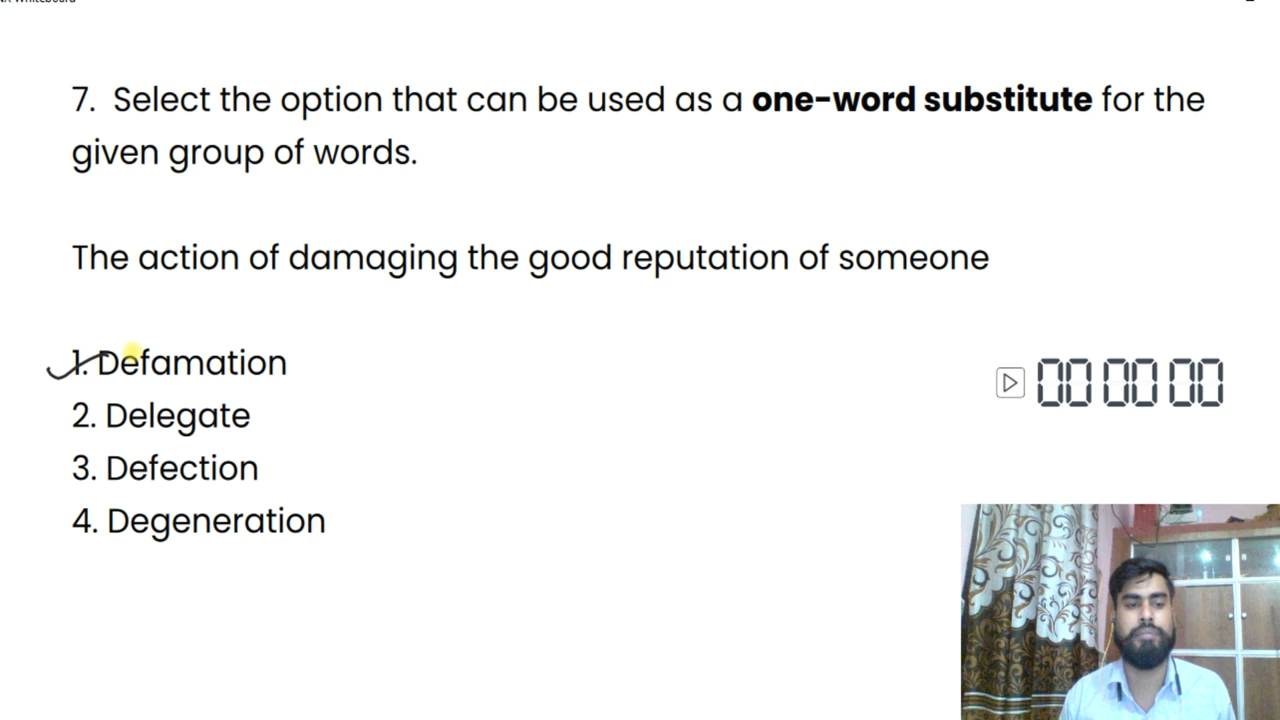 Whiteboard
7. Select the option that can be used as a one-word substitute for the
given group of words.
The action of damaging the good reputation of someone
1. Defamation
2. Delegate
3. Defection
4. Degeneration
00 00 00